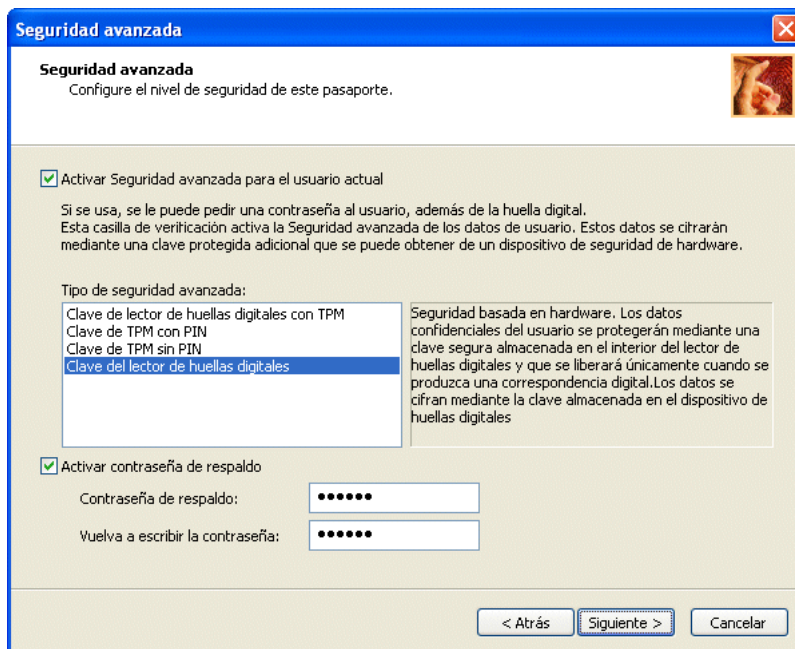 Seguridad avanzada
Seguridad avanzada
Configure el nivel de seguridad de este pasaporte.
Activar Seguridad avanzada para el usuario actual
Si se usa, se le puede pedir una contraseña al usuario, además de la huella digital.
Esta casilla de verificación activa la Seguridad avanzada de los datos de usuario. Estos datos se cifrarán
mediante una clave protegida adicional que se puede obtener de un dispositivo de seguridad de hardware.
Tipo de seguridad avanzada:
Clave de lector de huellas digitales con TPM
Clave de TPM con PIN
Clave de TPM sin PIN
Clave del lector de huellas digitales
Seguridad basada en hardware. Los datos
confidenciales del usuario se protegerán mediante una
clave segura almacenada en el interior del lector de
huellas digitales y que se liberará únicamente cuando se
produzca una correspondencia digital.Los datos se
cifran mediante la clave almacenada en el dispositivo de
huellas digitales
Activar contraseña de respaldo
Contraseña de respaldo: ●●●●●●
Vuelva a escribir la contraseña: ●●●●●●
< Atrás Siguiente > Cancelar